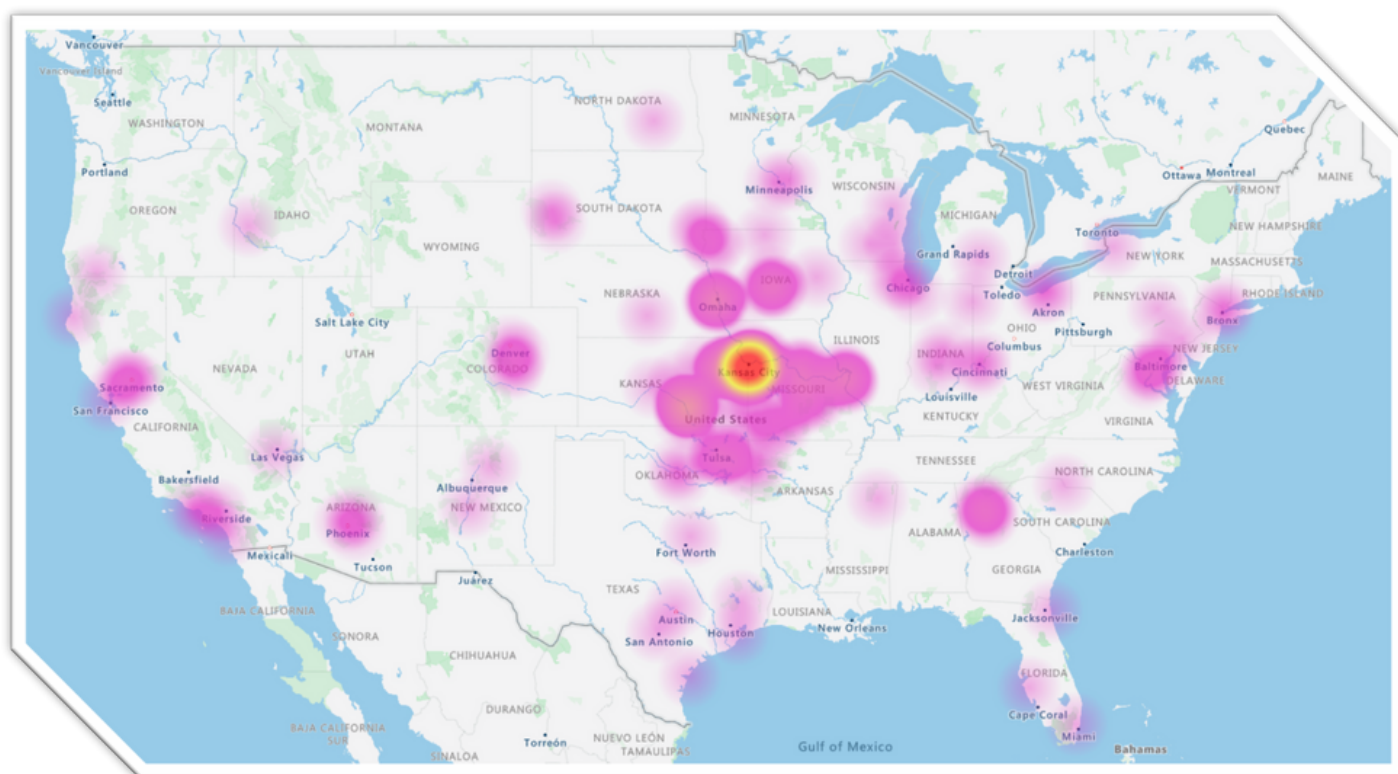 Vancouver
Vancouver Island
Seattle
WASHINGTON
NORTH DAKOTA
MONTANA
MINNESOTA
Quebec
Portland
Ottawa
Montreal
MAINE
Minneapolis
WISCONSIN
VERMONT
OREGON
IDAHO
SOUTH DAKOTA
MICHIGAN
NEW HAMPSHIRE
Toronto
WYOMING
Grand Rapids
NEW YORK
MASSACHUSETTS
Detroit
IOWA
Chicago
Toledo
NEBRASKA
PENNSYLVANIA
RHODE ISLAND
Omaha
Akron
Salt Lake City
Bronx
OHIO
Pittsburgh
ILLINOIS
Columbus
NEW JERSEY
Denver
UTAH
INDIANA
COLORADO
NEVADA
Kansas City
Cincinnati
Baltimore
DELAWARE
Sacramento
KANSAS
MISSOURI
WEST VIRGINIA
Louisville
San Francisco
KENTUCKY
United States
VIRGINIA
CALIFORNIA
Las Vegas
Tulsa
TENNESSEE
NORTH CAROLINA
Bakersfield
OKLAHOMA
Albuquerque
ARKANSAS
ARIZONA
NEW MEXICO
Riverside
SOUTH CAROLINA
Phoenix
ALABAMA
Mexicali
Fort Worth
Charleston
Tucson
MISSISSIPPI
GEORGIA
Juárez
TEXAS
BAYA CALIFORNIA
LOUISIANA
Austin
Jacksonville
SONORA
San Antonio
Houston
New Orleans
CHIHUAHUA
FLORIDA
DURANGO
Cape Coral
BAJA CALIFORNIA
SUR
Torreón
NUEVO LEÓN
Miami
TAMAULIPAS
Gulf of Mexico
Bahamas
SINALOA